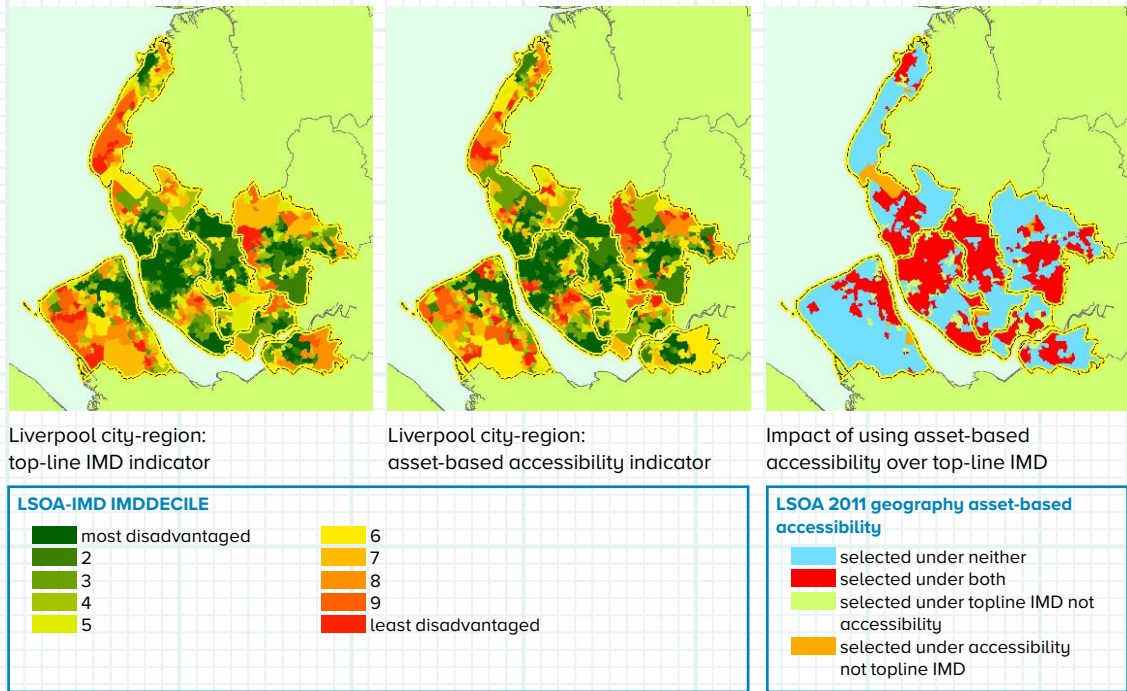 Liverpool city-region:
top-line IMD indicator
Liverpool city-region:
asset-based accessibility indicator
Impact of using asset-based
accessibility over top-line IMD
LSOA-IMD IMDDECILE
most disadvantaged
2
3
4
5
6
7
8
9
least disadvantaged
LSOA 2011 geography asset-based
accessibility
selected under neither
selected under both
selected under topline IMD not
accessibility
selected under accessibility
not topline IMD